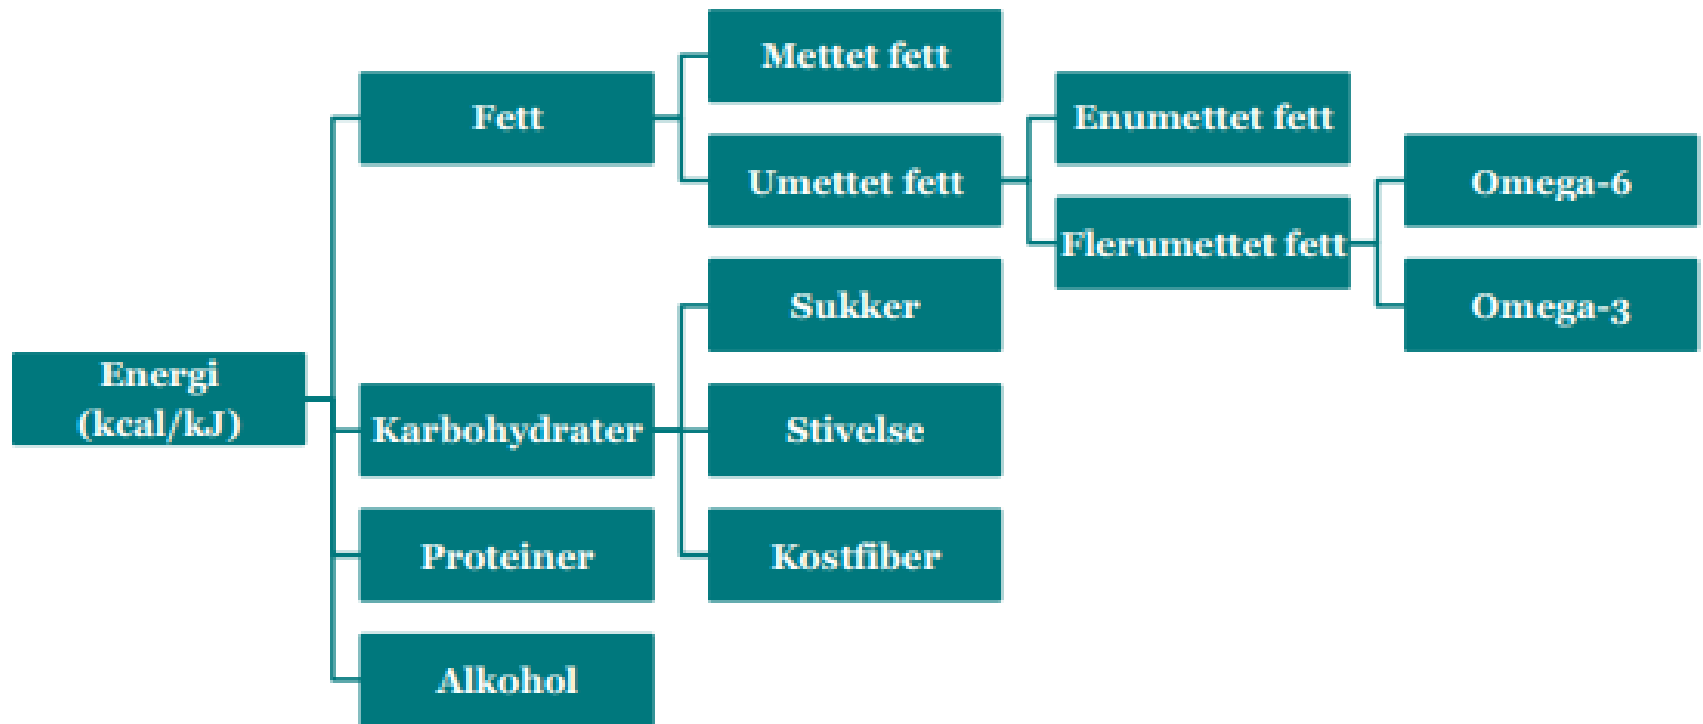 Energi
(kcal/kJ)
Fett
Mettet fett
Umettet fett
Enumettet fett
Flerumettet fett
Omega-6
Omega-3
Karbohydrater
Sukker
Stivelse
Kostfiber
Proteiner
Alkohol